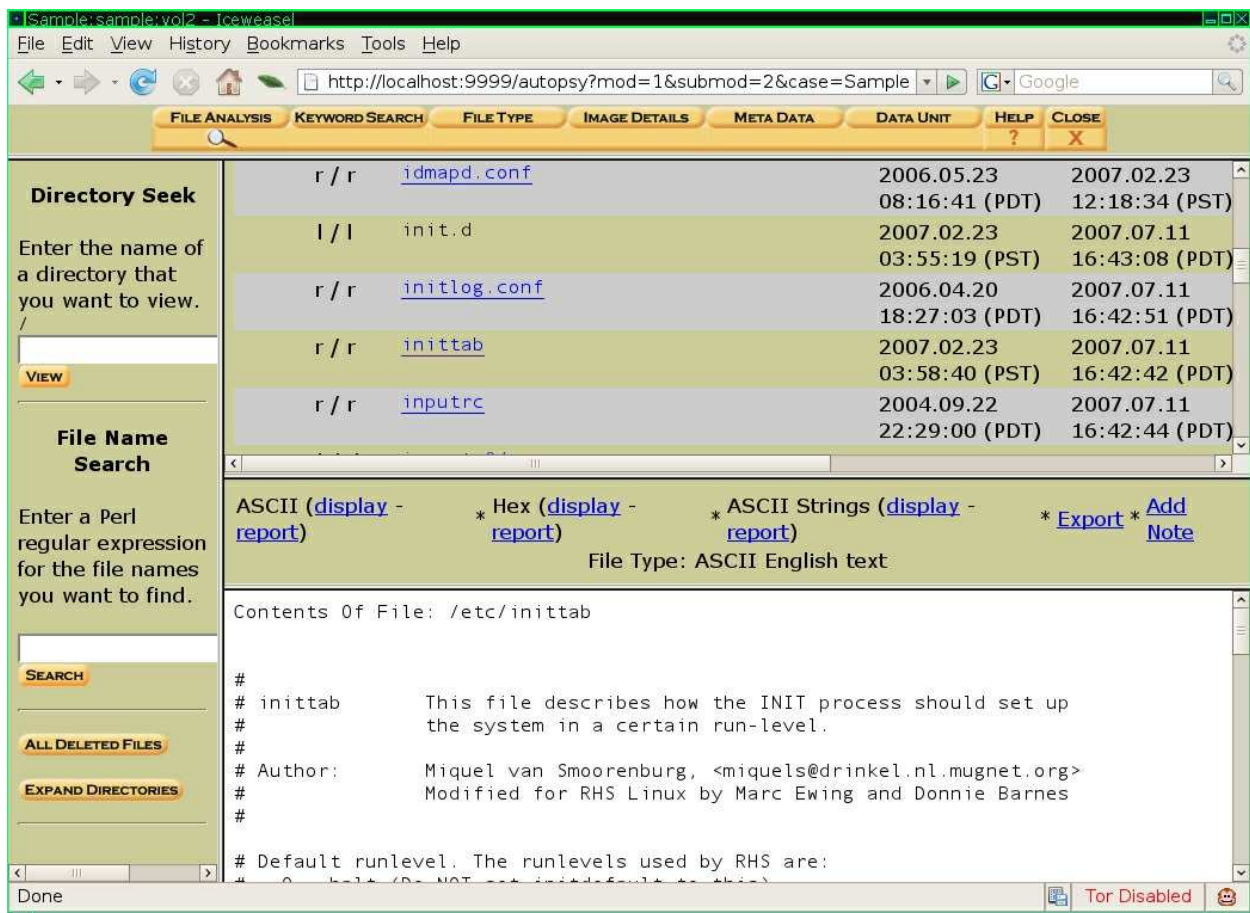 Sample:sample:vol2 - Iceweasel
File Edit View History Bookmarks Tools Help
http://localhost:9999/autopsy?mod=1&submod=2&case=Sample
G Google
FILE ANALYSIS KEYWORD SEARCH FILE TYPE IMAGE DETAILS META DATA DATA UNIT HELP CLOSE
? X
Directory Seek
Enter the name of
a directory that
you want to view.
/
VIEW
File Name
Search
Enter a Perl
regular expression
for the file names
you want to find.
SEARCH
ALL DELETED FILES
EXPAND DIRECTORIES
r / r idmapd.conf 2006.05.23 2007.02.23
08:16:41 (PDT) 12:18:34 (PST)
l / l init.d 2007.02.23 2007.07.11
03:55:19 (PST) 16:43:08 (PDT)
r / r initlog.conf 2006.04.20 2007.07.11
18:27:03 (PDT) 16:42:51 (PDT)
r / r inittab 2007.02.23 2007.07.11
03:58:40 (PST) 16:42:42 (PDT)
r / r inputrc 2004.09.22 2007.07.11
22:29:00 (PDT) 16:42:44 (PDT)
ASCII (display - * Hex (display - * ASCII Strings (display - * Export * Add
report) report) report) Note
File Type: ASCII English text
Contents Of File: /etc/inittab
#
# inittab This file describes how the INIT process should set up
# the system in a certain run-level.
#
# Author: Miquel van Smoorenburg, <miquels@drinkel.nl.mugnet.org>
# Modified for RHS Linux by Marc Ewing and Donnie Barnes
#
# Default runlevel. The runlevels used by RHS are:
# 0 - halt (Do NOT set initdefault to this)
Done
Tor Disabled